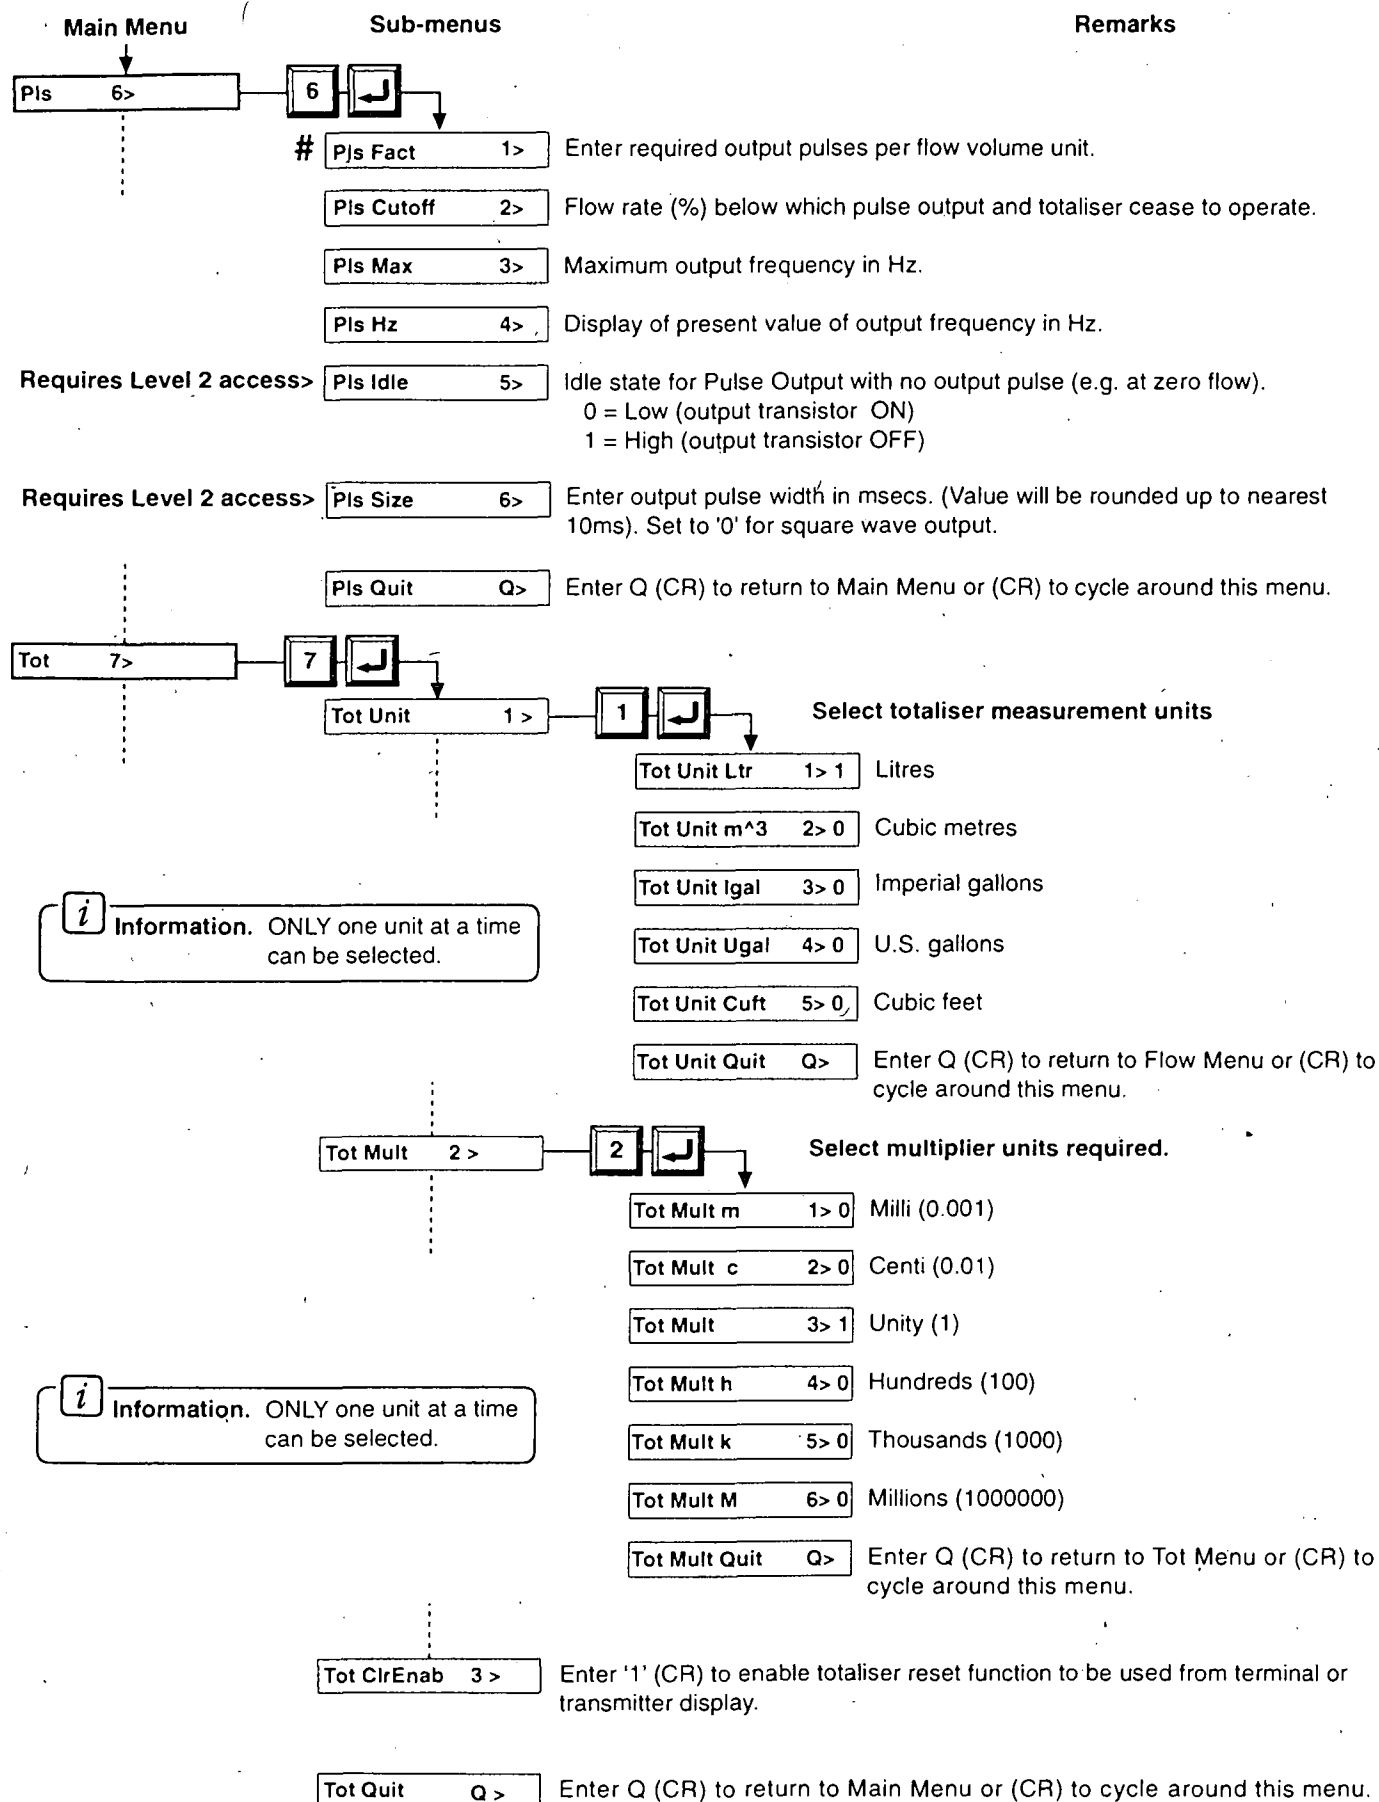 Main Menu Sub-menus Remarks
Pls 6> 6
# Pls Fact 1> Enter required output pulses per flow volume unit.
Pls Cutoff 2> Flow rate (%) below which pulse output and totaliser cease to operate.
Pls Max 3> Maximum output frequency in Hz.
Pls Hz 4> Display of present value of output frequency in Hz.
Requires Level 2 access> Pls Idle 5> Idle state for Pulse Output with no output pulse (e.g. at zero flow).
0 = Low (output transistor ON)
1 = High (output transistor OFF)
Requires Level 2 access> Pls Size 6> Enter output pulse width in msecs. (Value will be rounded up to nearest
10ms). Set to '0' for square wave output.
Pls Quit Q> Enter Q (CR) to return to Main Menu or (CR) to cycle around this menu.
Tot 7> 7
Tot Unit 1 > 1 Select totaliser measurement units
Tot Unit Ltr 1> 1 Litres
Tot Unit m^3 2> 0 Cubic metres
Tot Unit Igal 3> 0 Imperial gallons
i Information. ONLY one unit at a time
can be selected.
Tot Unit Ugal 4> 0 U.S. gallons
Tot Unit Cuft 5> 0 Cubic feet
Tot Unit Quit Q> Enter Q (CR) to return to Flow Menu or (CR) to
cycle around this menu.
Tot Mult 2 > 2 Select multiplier units required.
Tot Mult m 1> 0 Milli (0.001)
Tot Mult c 2> 0 Centi (0.01)
Tot Mult 3> 1 Unity (1)
Tot Mult h 4> 0 Hundreds (100)
i Information. ONLY one unit at a time
can be selected.
Tot Mult k 5> 0 Thousands (1000)
Tot Mult M 6> 0 Millions (1000000)
Tot Mult Quit Q> Enter Q (CR) to return to Tot Menu or (CR) to
cycle around this menu.
Tot ClrEnab 3 > Enter '1' (CR) to enable totaliser reset function to be used from terminal or
transmitter display.
Tot Quit Q > Enter Q (CR) to return to Main Menu or (CR) to cycle around this menu.